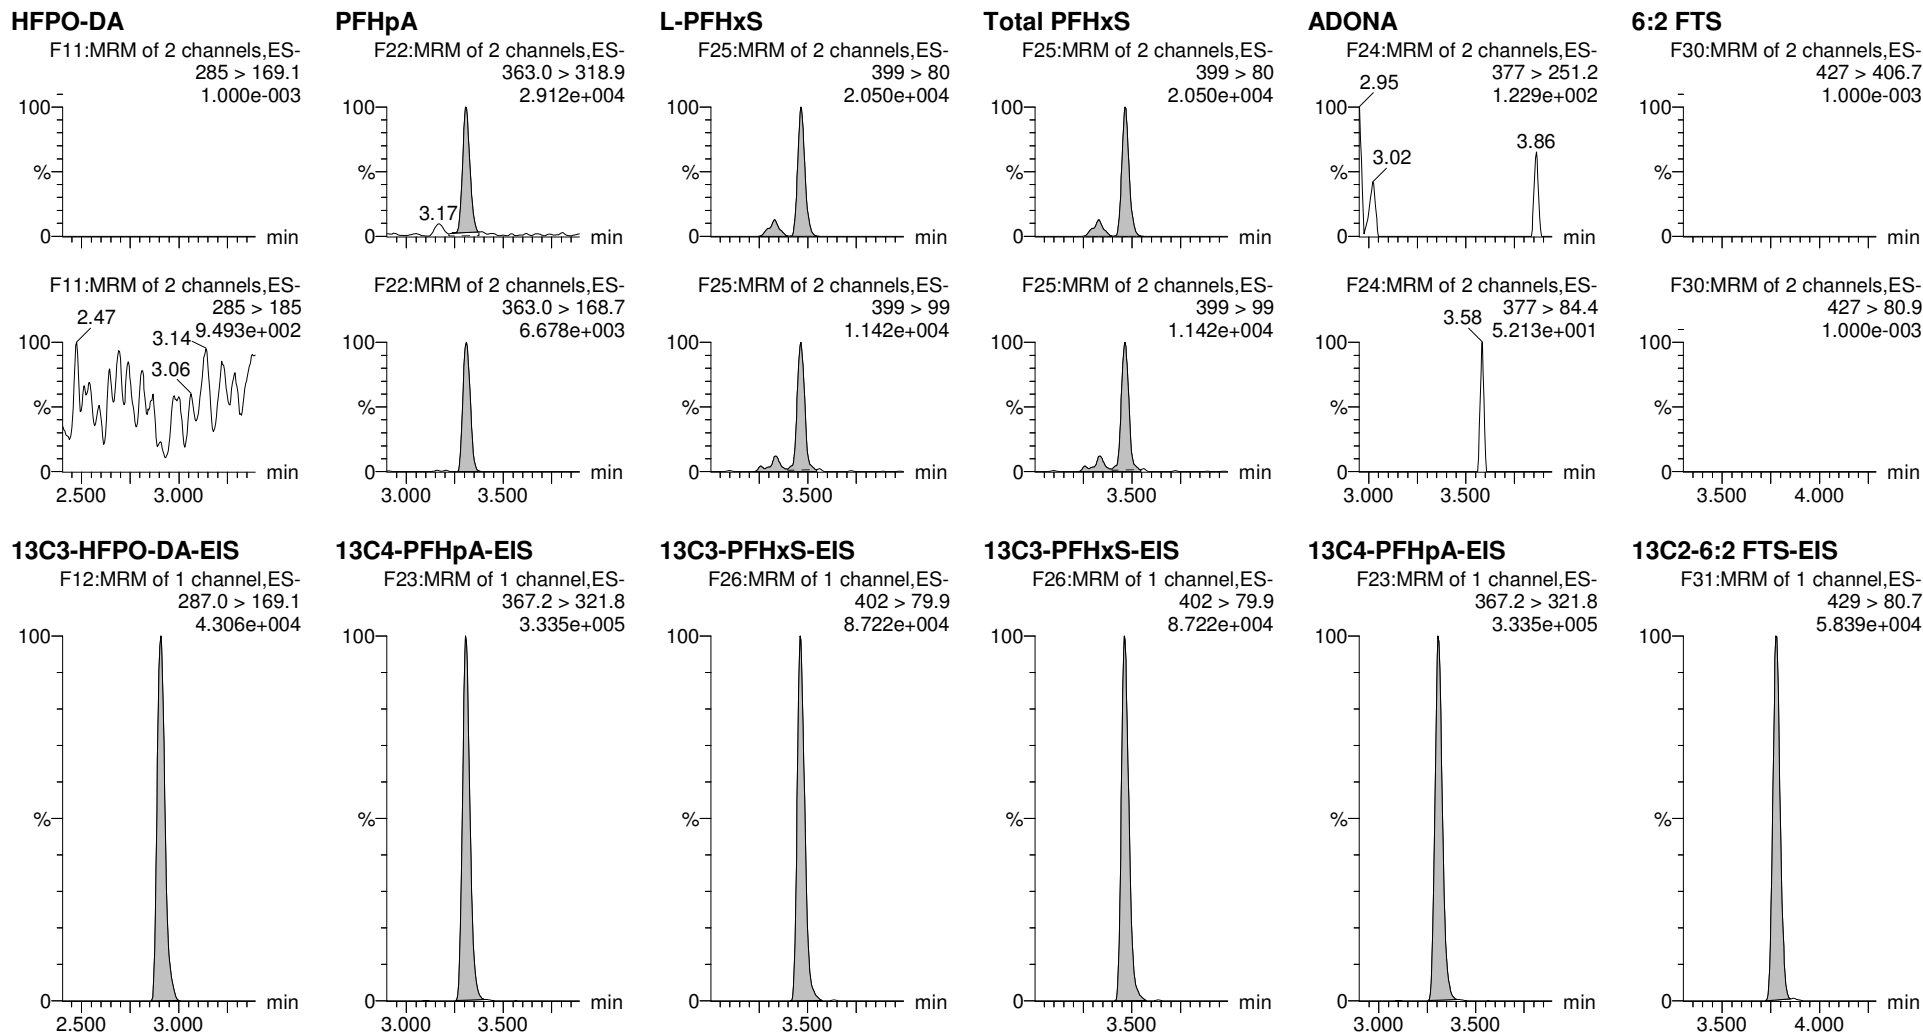 HFPO-DA
F11:MRM of 2 channels,ES-
285 > 169.1
1.000e-003
100
%
0
min
F11:MRM of 2 channels,ES-
285 > 185
9.493e+002
2.47
3.14
3.06
100
%
0
min
2.500 3.000
13C3-HFPO-DA-EIS
F12:MRM of 1 channel,ES-
287.0 > 169.1
4.306e+004
100
%
0
min
2.500 3.000
PFHpA
F22:MRM of 2 channels,ES-
363.0 > 318.9
2.912e+004
100
3.17
%
0
min
F22:MRM of 2 channels,ES-
363.0 > 168.7
6.678e+003
100
%
0
min
3.000 3.500
13C4-PFHpA-EIS
F23:MRM of 1 channel,ES-
367.2 > 321.8
3.335e+005
100
%
0
min
3.000 3.500
L-PFHxS
F25:MRM of 2 channels,ES-
399 > 80
2.050e+004
100
%
0
min
F25:MRM of 2 channels,ES-
399 > 99
1.142e+004
100
%
0
min
3.500
13C3-PFHxS-EIS
F26:MRM of 1 channel,ES-
402 > 79.9
8.722e+004
100
%
0
min
3.500
Total PFHxS
F25:MRM of 2 channels,ES-
399 > 80
2.050e+004
100
%
0
min
F25:MRM of 2 channels,ES-
399 > 99
1.142e+004
100
%
0
min
3.500
13C3-PFHxS-EIS
F26:MRM of 1 channel,ES-
402 > 79.9
8.722e+004
100
%
0
min
3.500
ADONA
F24:MRM of 2 channels,ES-
377 > 251.2
1.229e+002
2.95
100
3.86
3.02
%
0
min
F24:MRM of 2 channels,ES-
377 > 84.4
5.213e+001
3.58
100
%
0
min
3.000 3.500
13C4-PFHpA-EIS
F23:MRM of 1 channel,ES-
367.2 > 321.8
3.335e+005
100
%
0
min
3.000 3.500
6:2 FTS
F30:MRM of 2 channels,ES-
427 > 406.7
1.000e-003
100
%
0
min
F30:MRM of 2 channels,ES-
427 > 80.9
1.000e-003
100
%
0
min
3.500 4.000
13C2-6:2 FTS-EIS
F31:MRM of 1 channel,ES-
429 > 80.7
5.839e+004
100
%
0
min
3.500 4.000